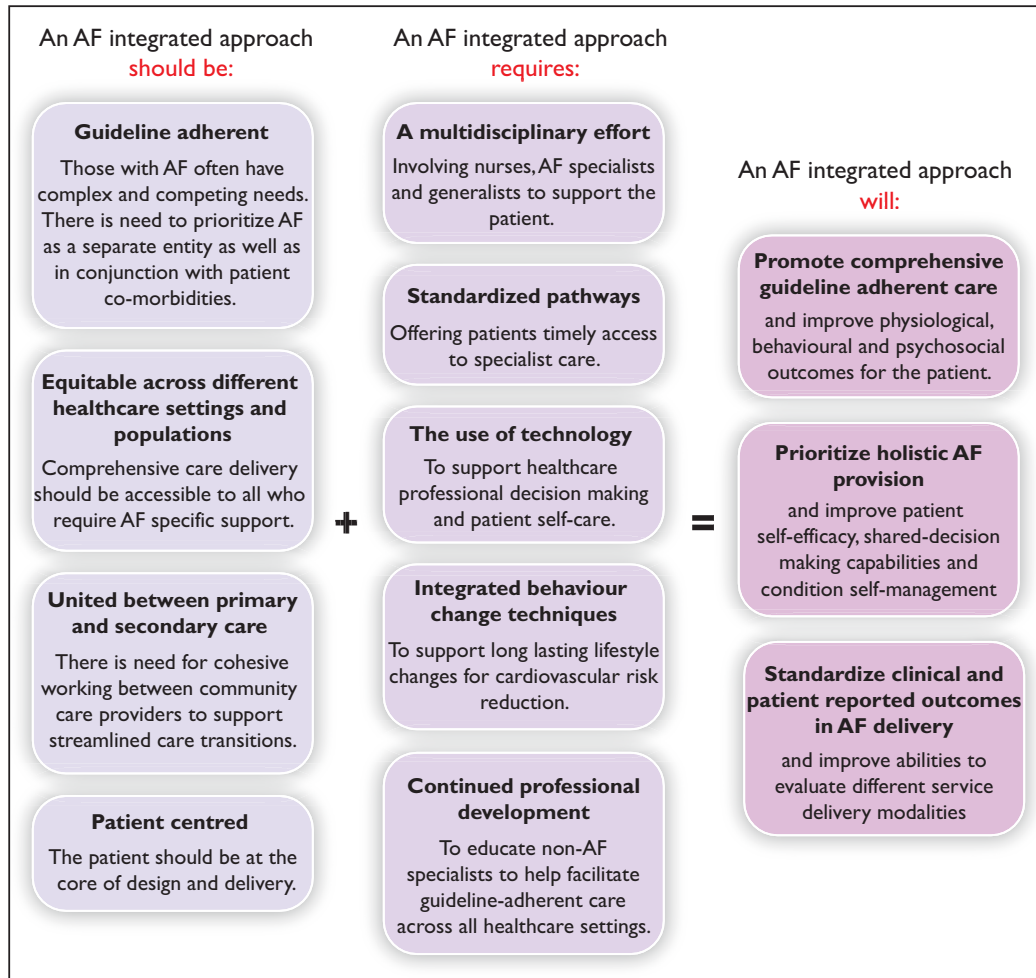 An AF integrated approach
should be:
Guideline adherent
Those with AF often have
complex and competing needs.
There is need to prioritize AF
as a separate entity as well as
in conjunction with patient
co-morbidities.
Equitable across different
healthcare settings and
populations
Comprehensive care delivery
should be accessible to all who
require AF specific support.
United between primary
and secondary care
There is need for cohesive
working between community
care providers to support
streamlined care transitions.
Patient centred
The patient should be at the
core of design and delivery.
+
An AF integrated approach
requires:
A multidisciplinary effort
Involving nurses, AF specialists
and generalists to support the
patient.
Standardized pathways
Offering patients timely access
to specialist care.
The use of technology
To support healthcare
professional decision making
and patient self-care.
Integrated behaviour
change techniques
To support long lasting lifestyle
changes for cardiovascular risk
reduction.
Continued professional
development
To educate non-AF
specialists to help facilitate
guideline-adherent care
across all healthcare settings.
=
An AF integrated approach
will:
Promote comprehensive
guideline adherent care
and improve physiological,
behavioural and psychosocial
outcomes for the patient.
Prioritize holistic AF
provision
and improve patient
self-efficacy, shared-decision
making capabilities and
condition self-management
Standardize clinical and
patient reported outcomes
in AF delivery
and improve abilities to
evaluate different service
delivery modalities